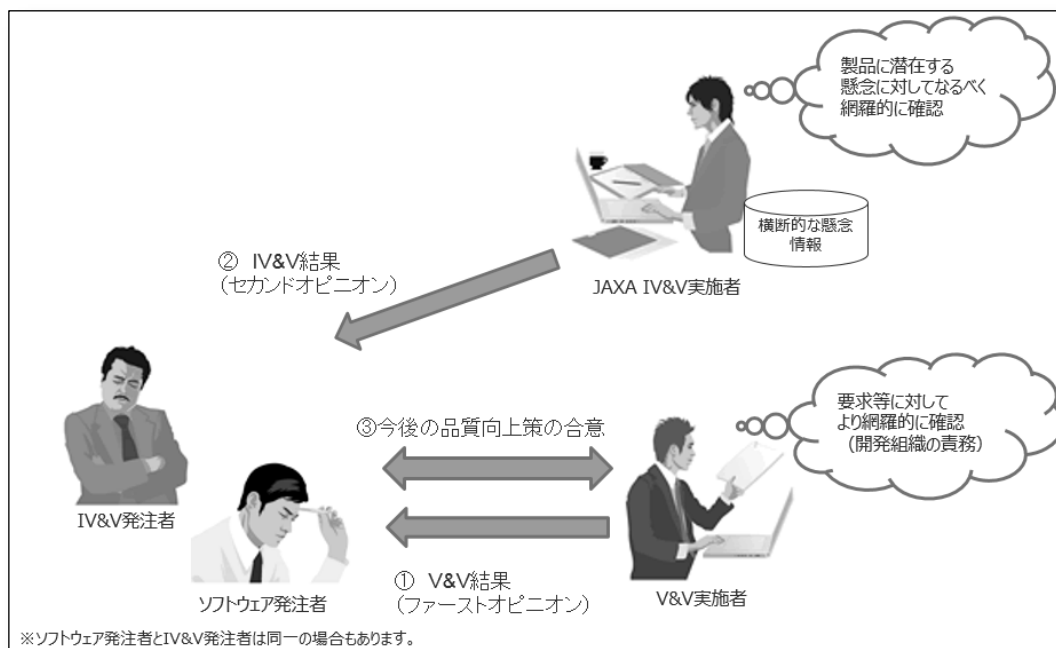 製品に潜在する
懸念に対してなるべく
網羅的に確認
横断的な懸念
情報
JAXA IV&V実施者
② IV&V結果
(セカンドオピニオン)
要求等に対して
より網羅的に確認
(開発組織の責務)
③今後の品質向上策の合意
IV&V発注者
① V&V結果
(ファーストオピニオン)
ソフトウェア発注者
V&V実施者
※ソフトウェア発注者とIV&V発注者は同一の場合もあります。